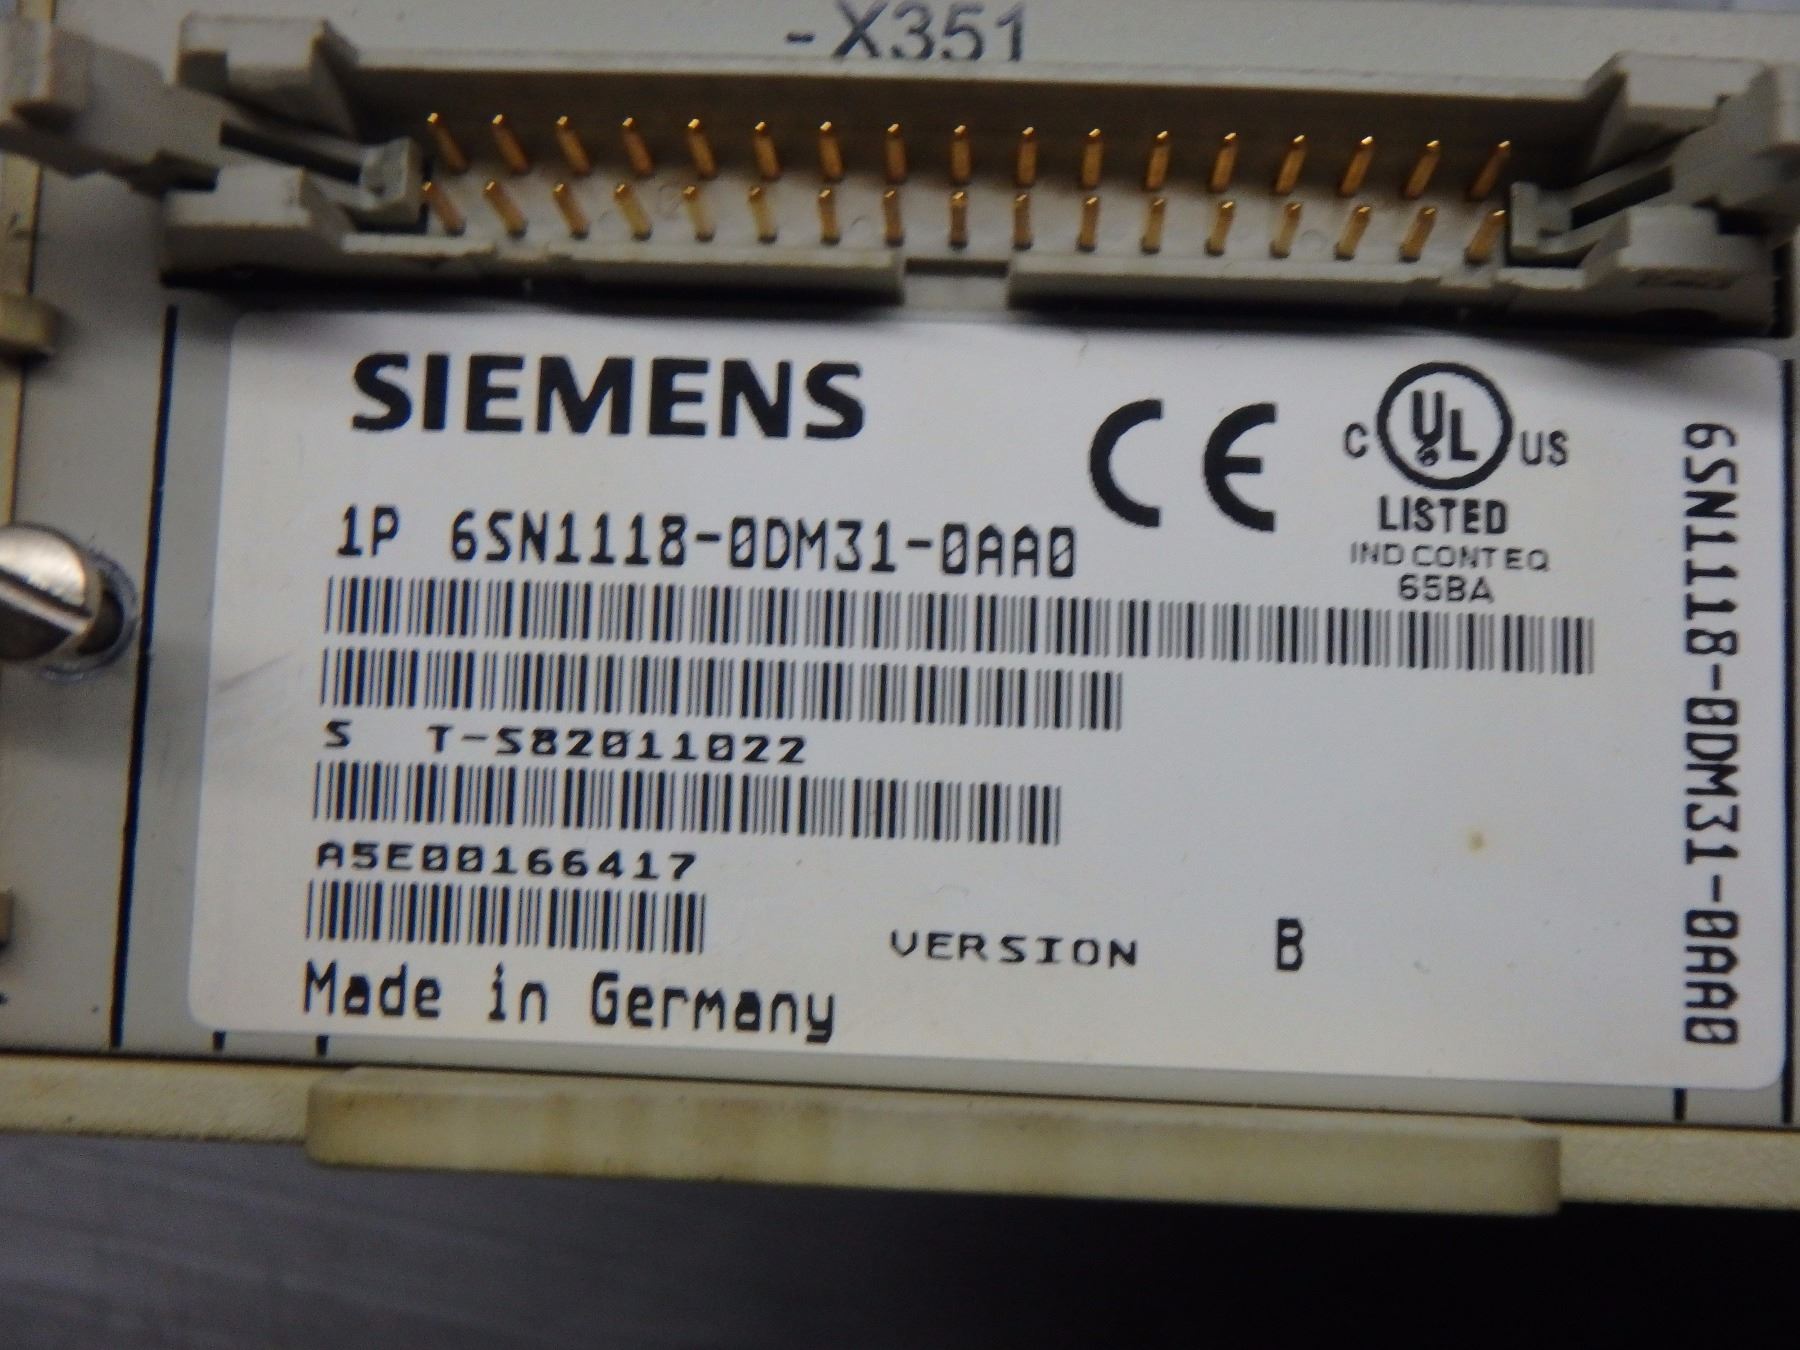 -X351
SIEMENS
C UL US
LISTED
IND CONT EQ
65BA
CE
1P 6SN1118-0DM31-0AA0
S T-S82011022
A5E00166417
VERSION B
Made in Germany
6SN1118-0DM31-0AA0